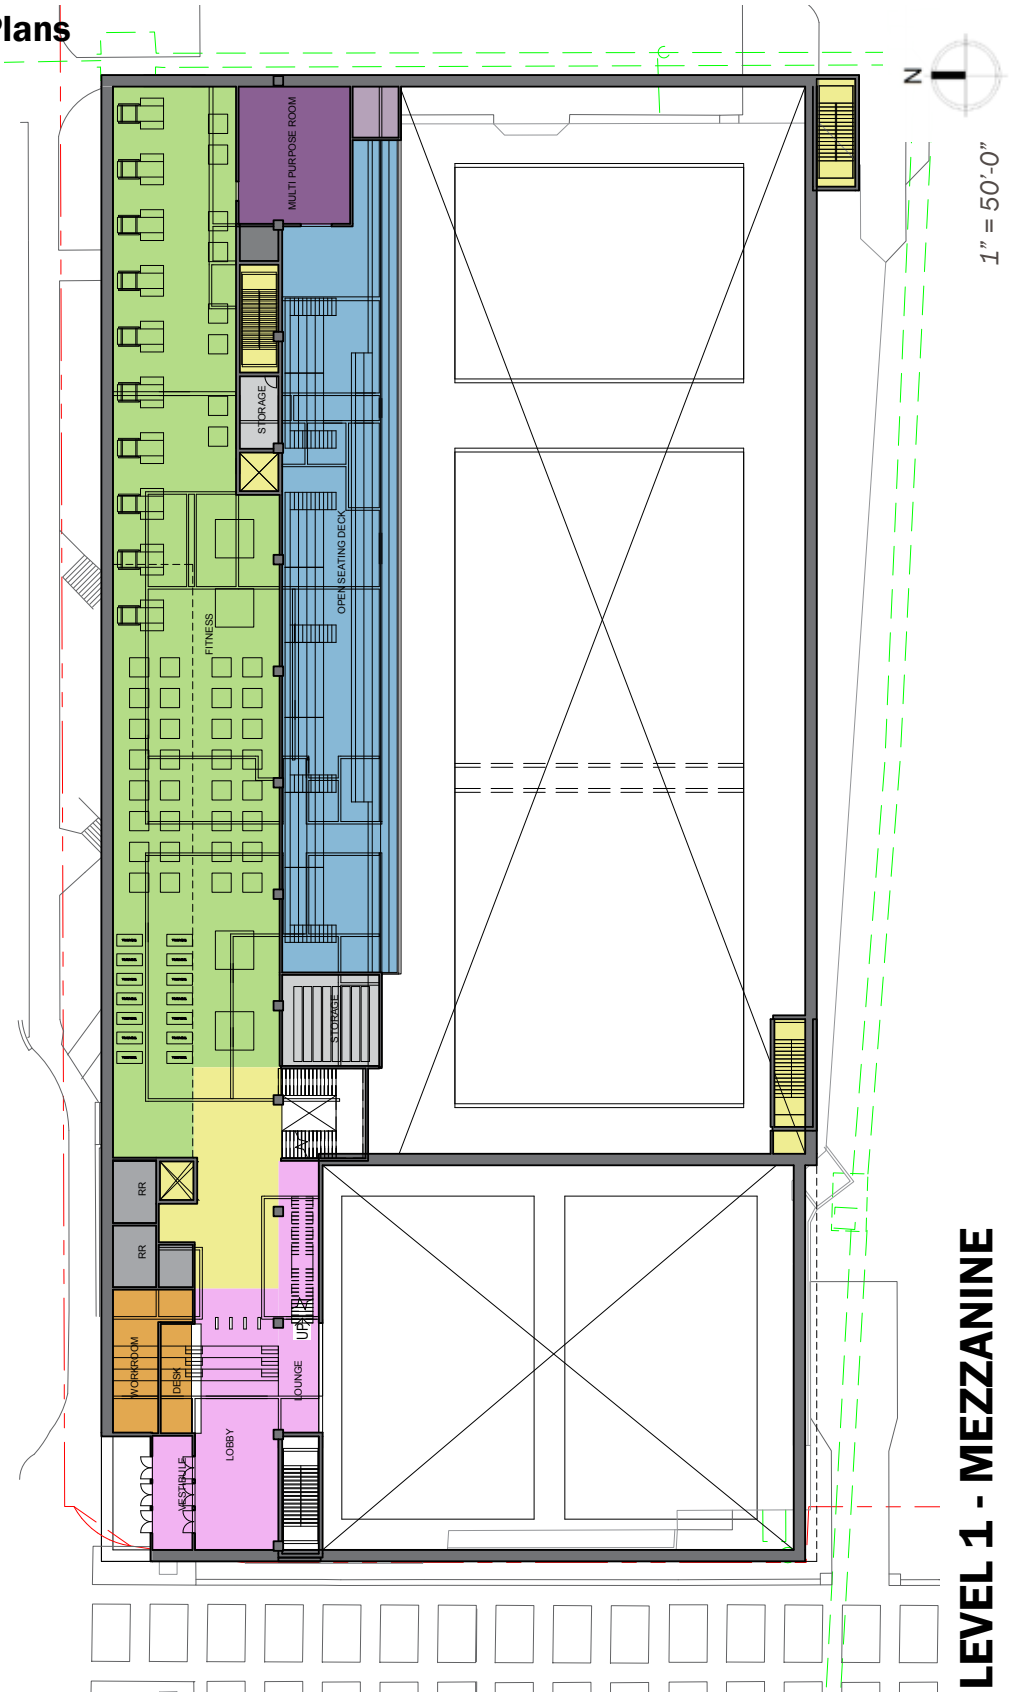 Plans
N
1” = 50’-0”
MULTI PURPOSE ROOM
STORAGE
OPEN SEATING DECK
FITNESS
STORAGE
RR
RR
UP
WORKROOM
DESK
LOUNGE
LOBBY
VESTIBULE
LEVEL 1 - MEZZANINE